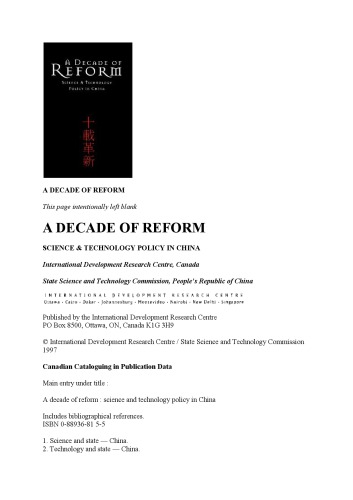 A DECADE OF
REFORM
SCIENCE & TECHNOLOGY
POLICY IN CHINA
十
載
革
新
A DECADE OF REFORM
This page intentionally left blank
A DECADE OF REFORM
SCIENCE & TECHNOLOGY POLICY IN CHINA
International Development Research Centre, Canada
State Science and Technology Commission, People's Republic of China
INTERNATIONAL DEVELOPMENT RESEARCH CENTRE
Ottawa • Cairo • Dakar • Johannesburg • Montevideo • Nairobi • New Delhi • Singapore
Published by the International Development Research Centre
PO Box 8500, Ottawa, ON, Canada K1G 3H9
© International Development Research Centre / State Science and Technology Commission
1997
Canadian Cataloguing in Publication Data
Main entry under title :
A decade of reform : science and technology policy in China
Includes bibliographical references.
ISBN 0-88936-81 5-5
1. Science and state — China.
2. Technology and state — China.